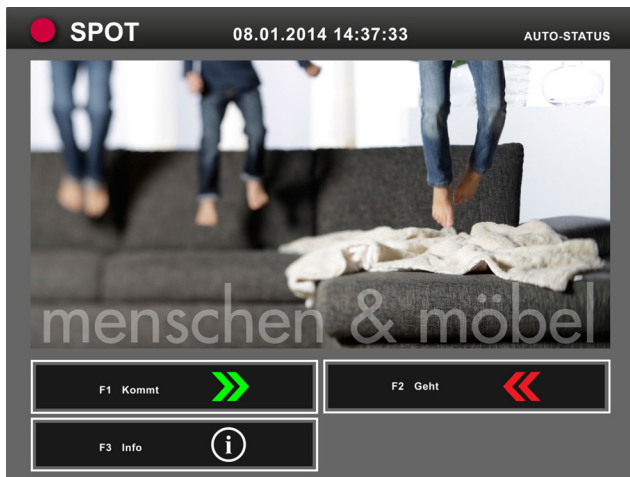 SPOT 08.01.2014 14:37:33 AUTO-STATUS
menschen & möbel
F1 Kommt F2 Geht
F3 Info i